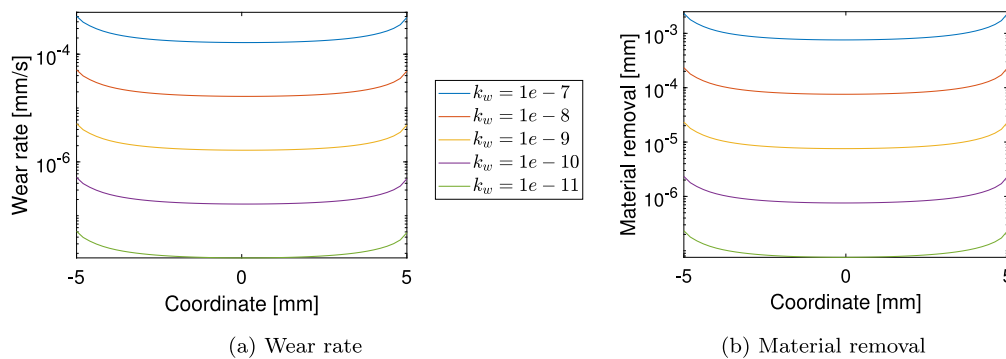 Wear rate [mm/s]
10^-4
10^-6
-5
0
5
Coordinate [mm]
(a) Wear rate
k_w = 1e − 7
k_w = 1e − 8
k_w = 1e − 9
k_w = 1e − 10
k_w = 1e − 11
Material removal [mm]
10^-3
10^-4
10^-5
10^-6
-5
0
5
Coordinate [mm]
(b) Material removal